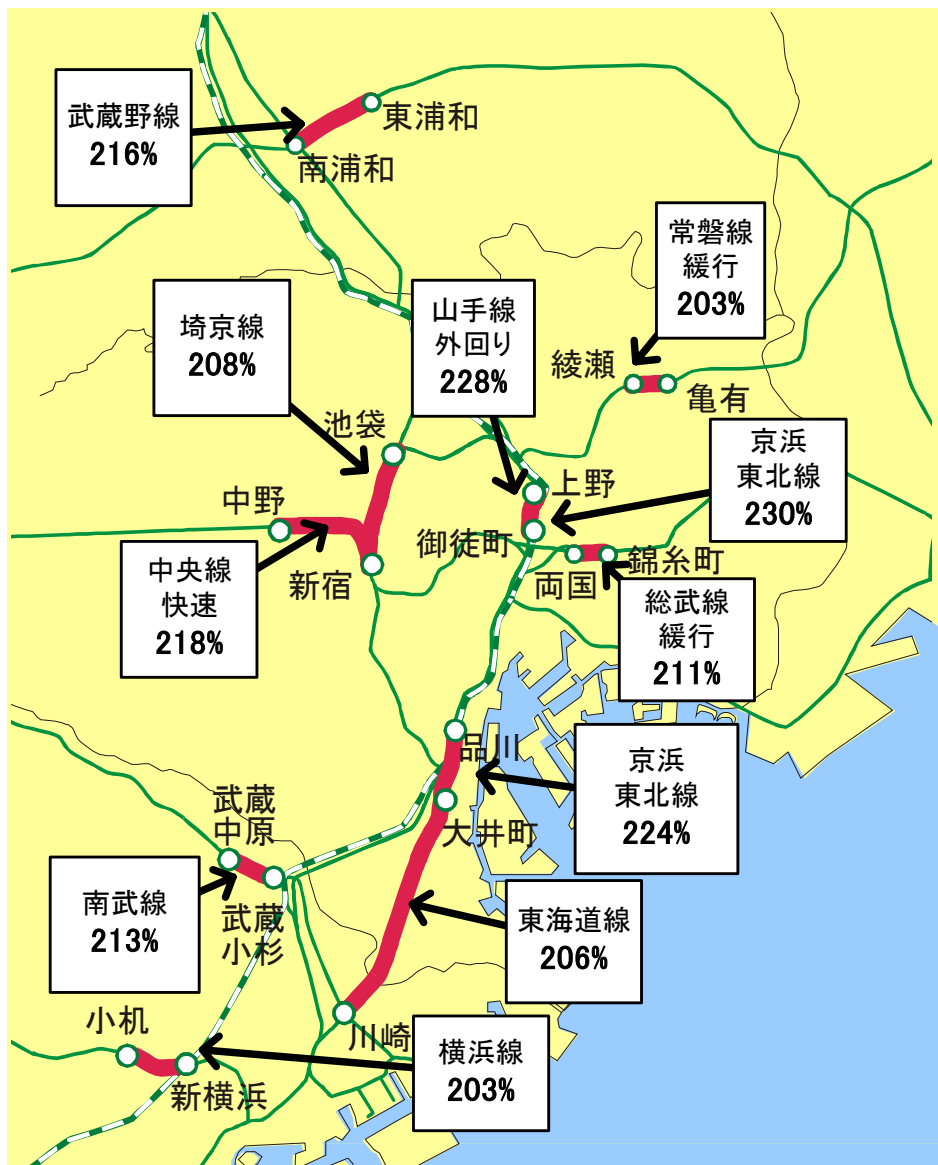 武蔵野線
216%
東浦和
南浦和
常磐線
緩行
203%
埼京線
208%
山手線
外回り
228%
綾瀬
亀有
池袋
京浜
東北線
230%
中野
上野
御徒町
中央線
快速
218%
新宿
両国
錦糸町
総武線
緩行
211%
品川
京浜
東北線
224%
武蔵
中原
大井町
南武線
213%
武蔵
小杉
東海道線
206%
小机
川崎
横浜線
203%
新横浜